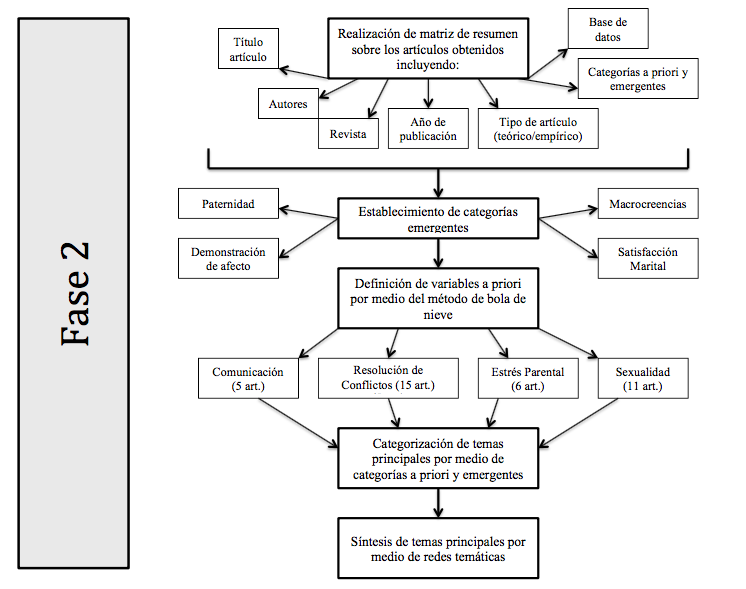 Fase 2
Realización de matriz de resumen
sobre los artículos obtenidos
incluyendo:
Base de
datos
Título
artículo
Categorías a priori y
emergentes
Autores
Revista
Año de
publicación
Tipo de artículo
(teórico/empírico)
Establecimiento de categorías
emergentes
Paternidad
Macrocreencias
Demonstración
de afecto
Satisfacción
Marital
Definición de variables a priori
por medio del método de bola de
nieve
Comunicación
(5 art.)
Resolución de
Conflictos (15 art.)
Estrés Parental
(6 art.)
Sexualidad
(11 art.)
Categorización de temas
principales por medio de
categorías a priori y emergentes
Síntesis de temas principales por
medio de redes temáticas